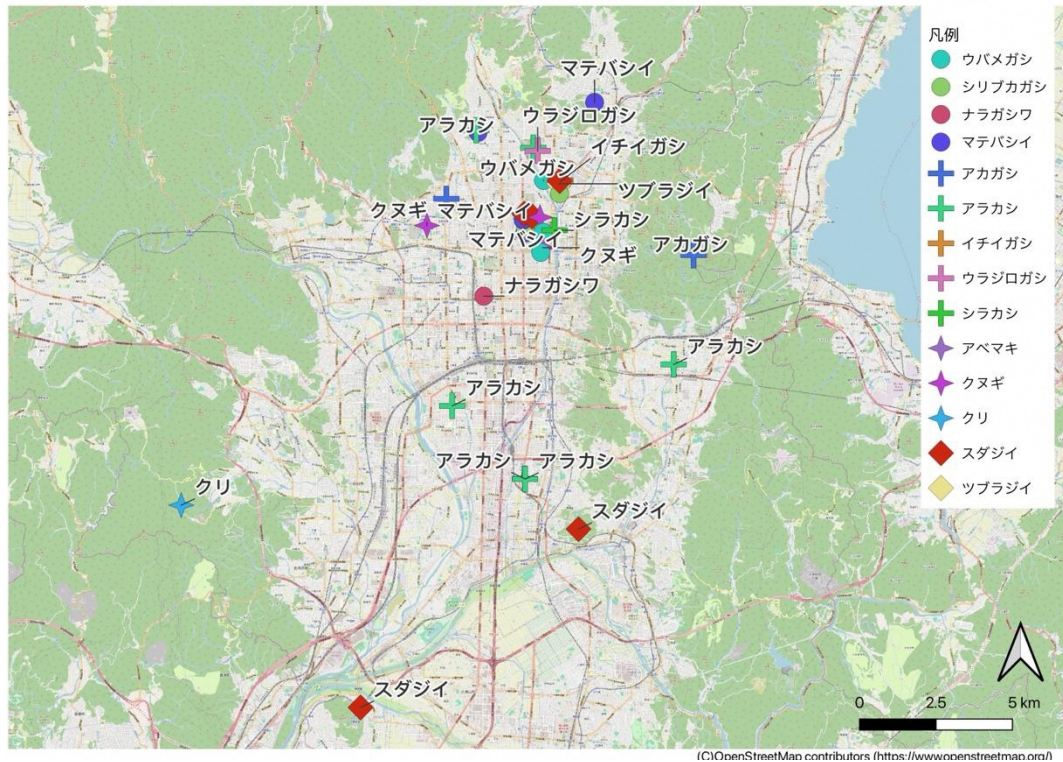 凡例
ウバメガシ
シリブカガシ
ナラガシワ
マテバシイ
アカガシ
アラカシ
イチイガシ
ウラジロガシ
シラカシ
アベマキ
クヌギ
クリ
スダジイ
ツブラジイ
マテバシイ
アラカシ
ウラジロガシ
イチイガシ
ウバメガシ
ツブラジイ
クヌギ
マテバシイ
シラカシ
マテバシイ
クヌギ
アカガシ
ナラガシワ
アラカシ
アラカシ
アラカシ
アラカシ
クリ
スダジイ
スダジイ
0 2.5 5 km
(C)OpenStreetMap contributors (https://www.openstreetmap.org/)